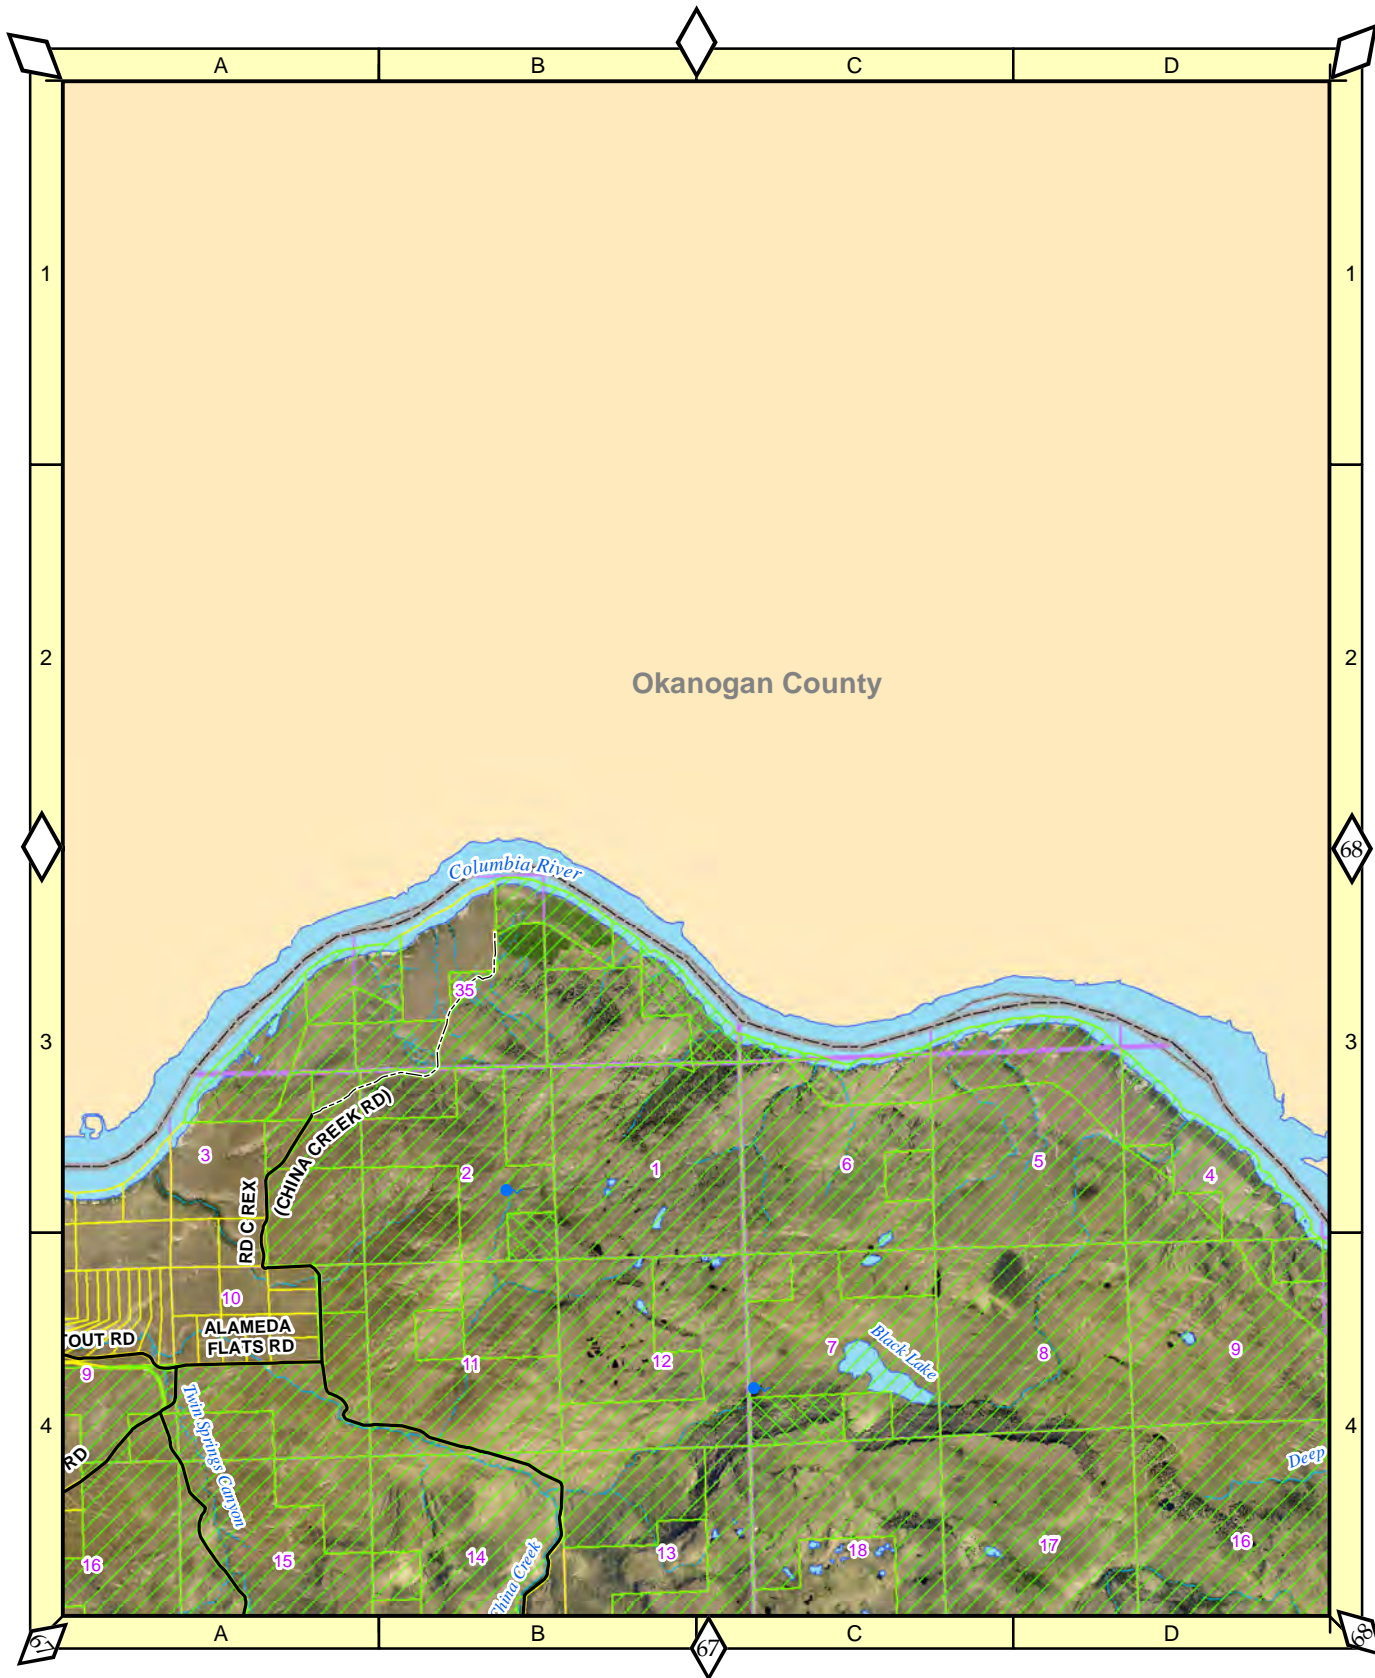 A B C D
1 1
2 2
Okanogan County
Columbia River
68
35
3 3
(CHINA CREEK RD)
3
2
1
6
5
4
RD C REX
10
ALAMEDA
FLATS RD
TOUT RD
9
11
12
7
Black Lake
8
9
Twin Springs Canyon
4 4
RD
Deep
16
15
14
China Creek
13
18
17
16
67
A B C D
67
68